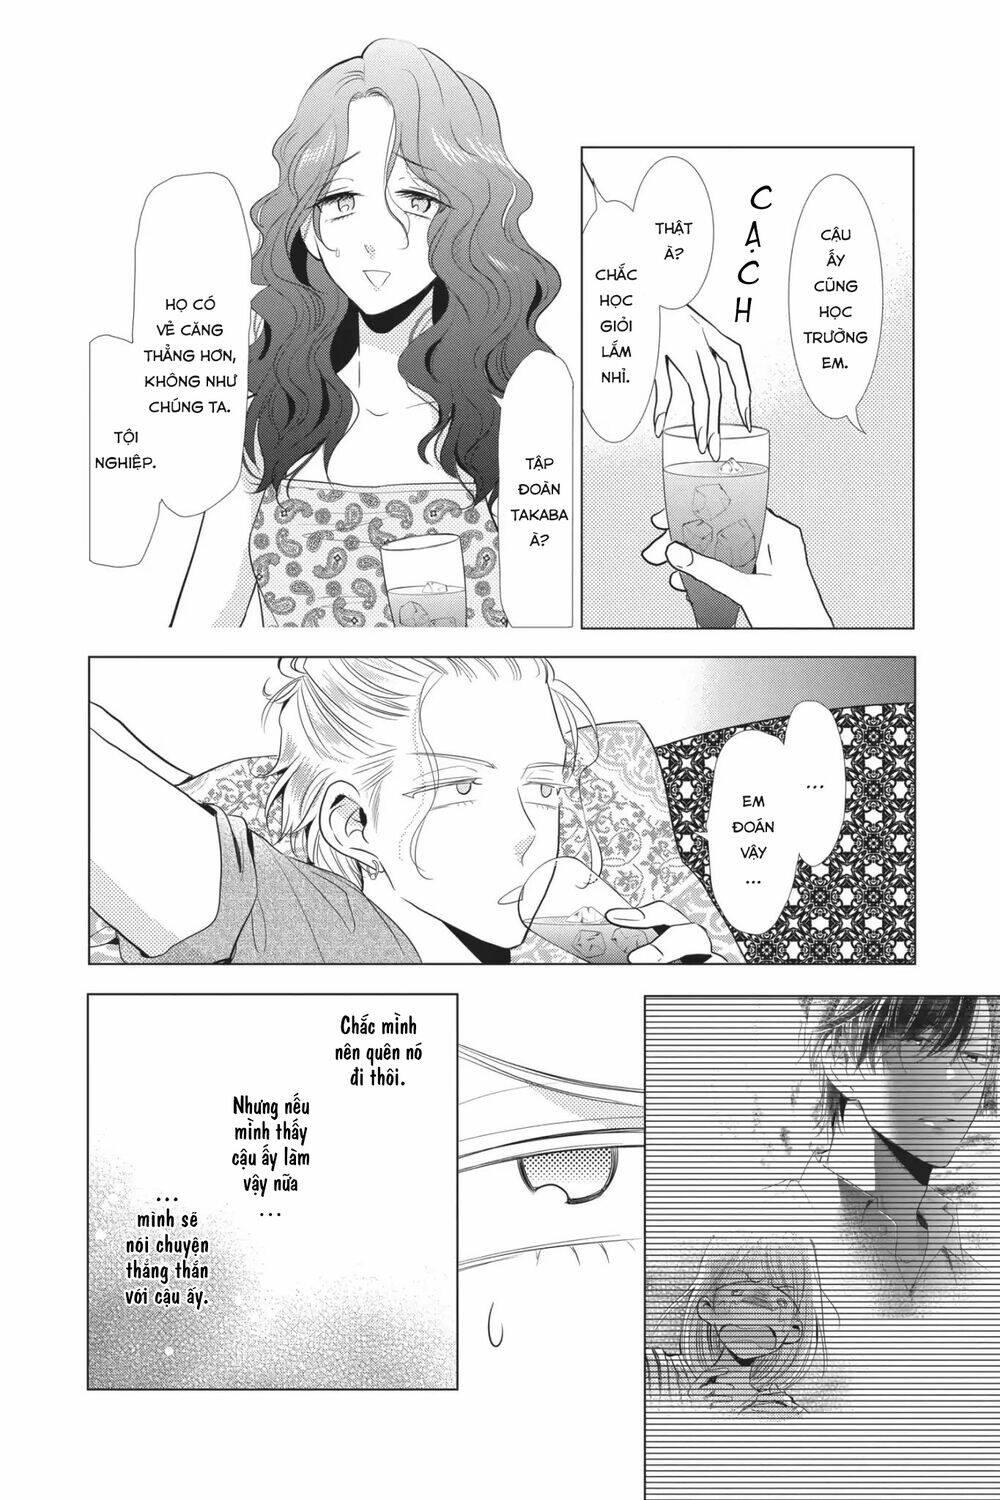 CẬU
ẤY
CŨNG
HỌC
TRƯỜNG
EM.
CẠCH
THẬT
À?
CHẮC
HỌC
GIỎI
LẮM
NHỈ.
TẬP
ĐOÀN
TAKABA
À?
HỌ CÓ
VẺ CĂNG
THẲNG HƠN,
KHÔNG NHƯ
CHÚNG TA.
TỘI
NGHIỆP.
...
EM
ĐOÁN
VẬY
...
Chắc mình
nên quên nó
đi thôi.
Nhưng nếu
mình thấy
cậu ấy làm
vậy nữa
...
...
mình sẽ
nói chuyện
thẳng thắn
với cậu ấy.